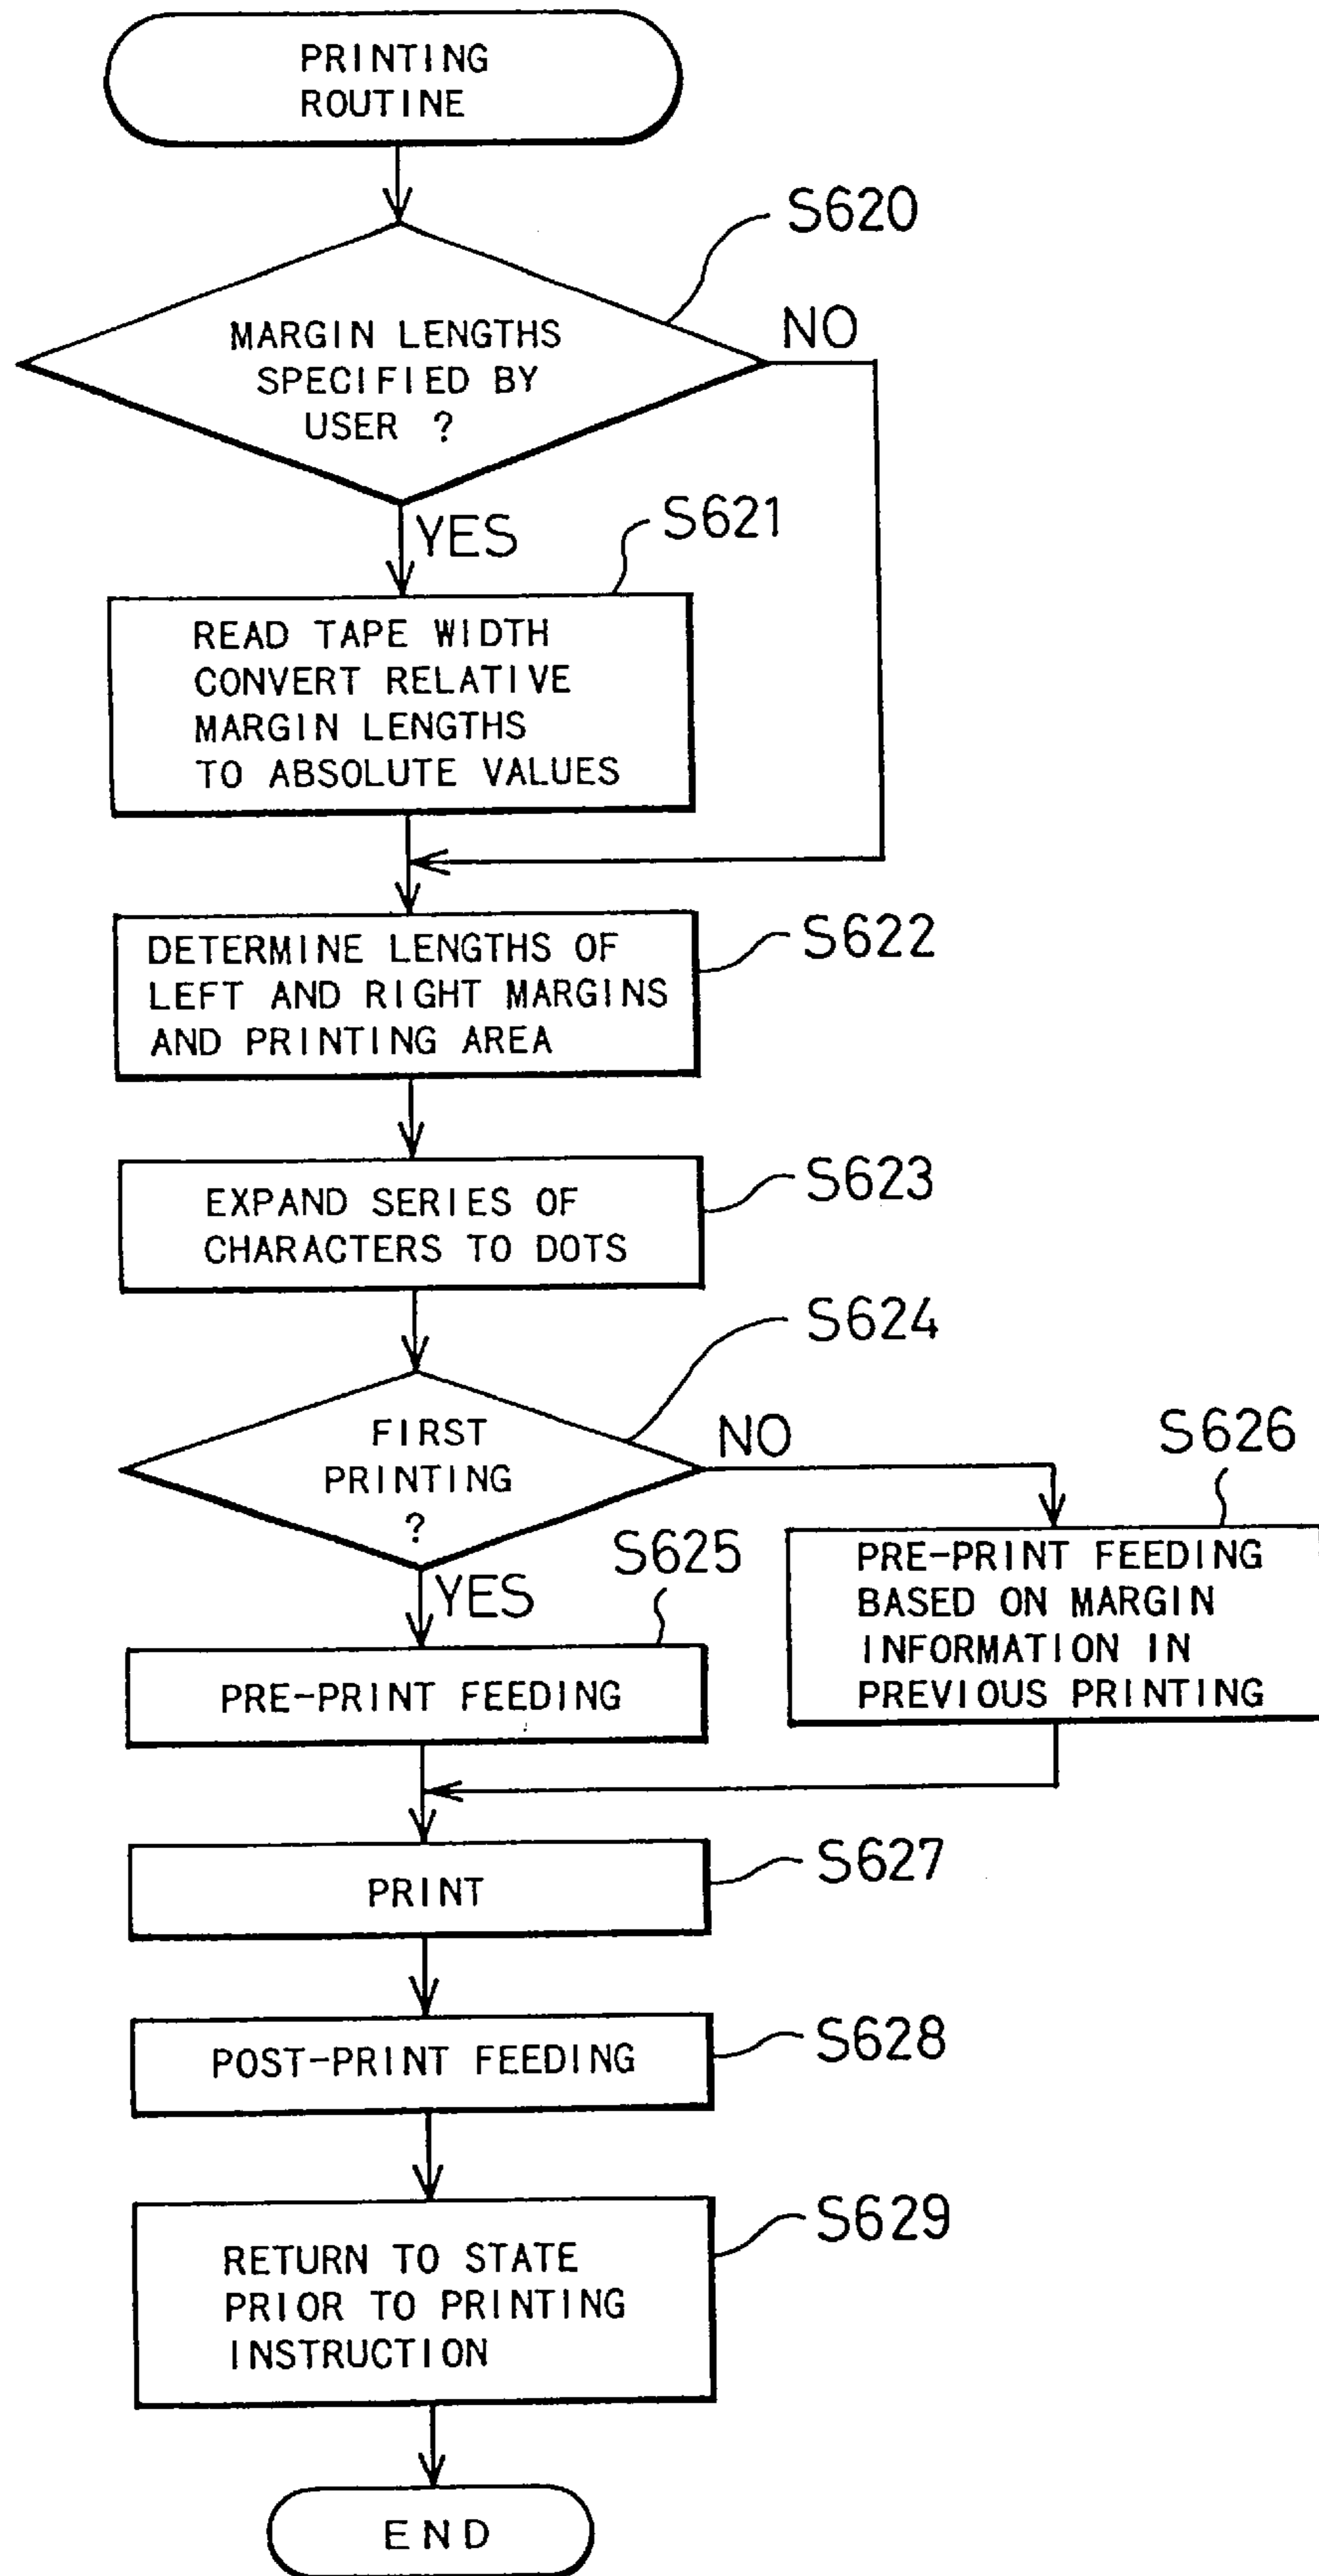 PRINTING
ROUTINE
S620
MARGIN LENGTHS
SPECIFIED BY
USER ?
NO
YES
S621
READ TAPE WIDTH
CONVERT RELATIVE
MARGIN LENGTHS
TO ABSOLUTE VALUES
S622
DETERMINE LENGTHS OF
LEFT AND RIGHT MARGINS
AND PRINTING AREA
S623
EXPAND SERIES OF
CHARACTERS TO DOTS
S624
FIRST
PRINTING
?
NO
YES
S625
PRE-PRINT FEEDING
S626
PRE-PRINT FEEDING
BASED ON MARGIN
INFORMATION IN
PREVIOUS PRINTING
S627
PRINT
S628
POST-PRINT FEEDING
S629
RETURN TO STATE
PRIOR TO PRINTING
INSTRUCTION
END